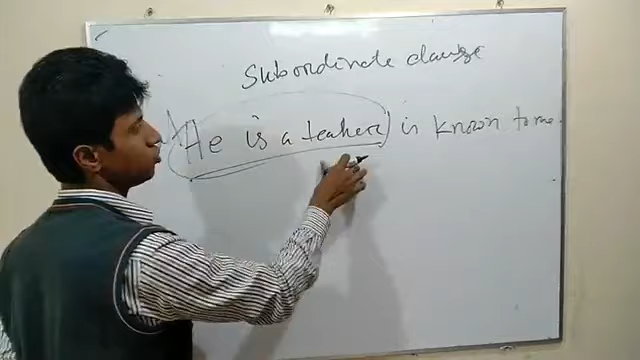 Subordinate clause
He is a teacher is known to me.